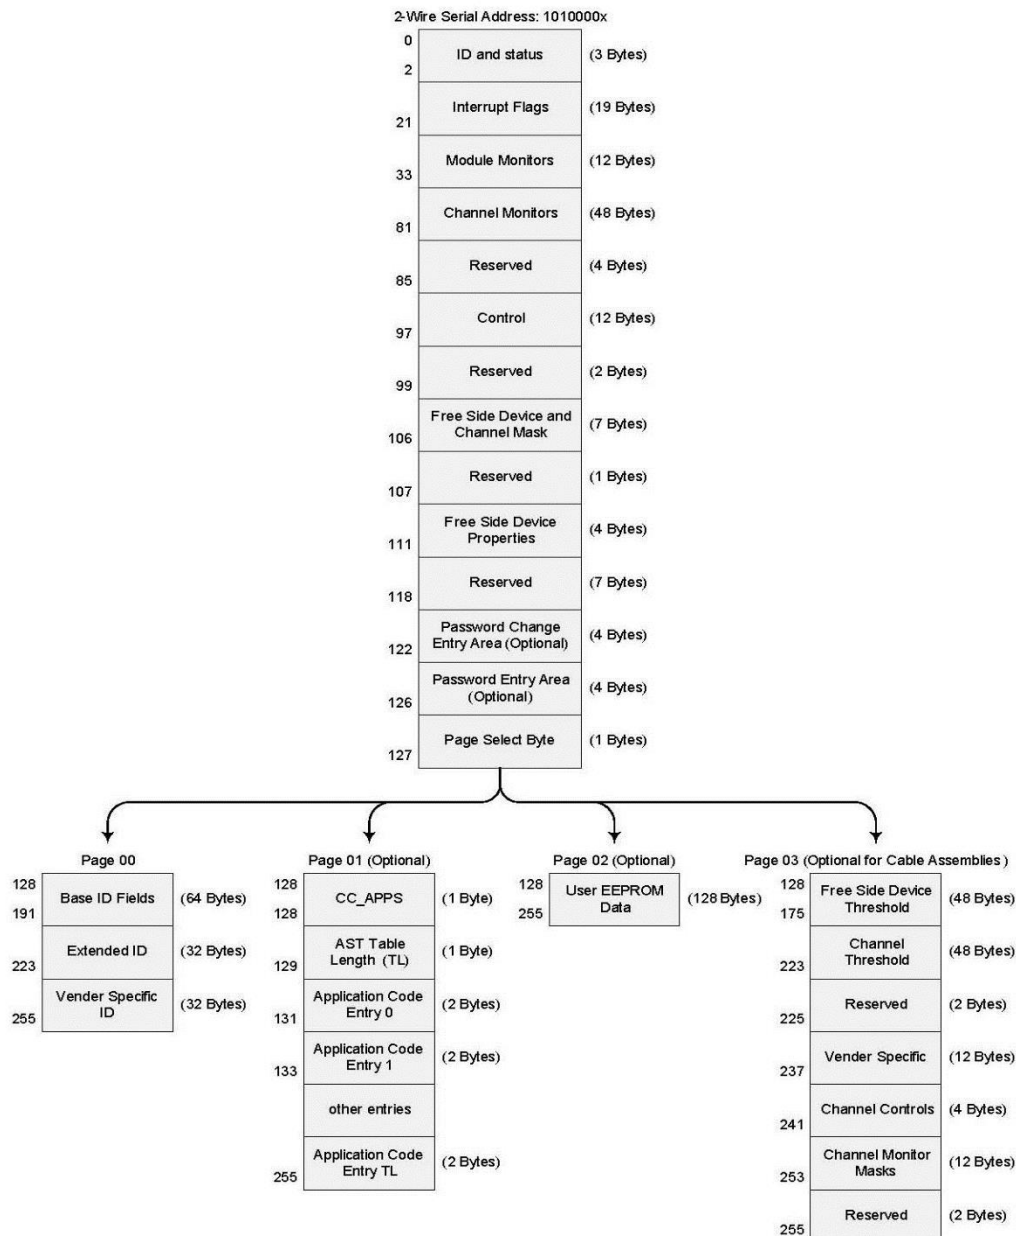 2-Wire Serial Address: 1010000x
0
ID and status
(3 Bytes)
2
Interrupt Flags
(19 Bytes)
21
Module Monitors
(12 Bytes)
33
Channel Monitors
(48 Bytes)
81
Reserved
(4 Bytes)
85
Control
(12 Bytes)
97
Reserved
(2 Bytes)
99
Free Side Device and
Channel Mask
(7 Bytes)
106
Reserved
(1 Bytes)
107
Free Side Device
Properties
(4 Bytes)
111
Reserved
(7 Bytes)
118
Password Change
Entry Area (Optional)
(4 Bytes)
122
Password Entry Area
(Optional)
(4 Bytes)
126
Page Select Byte
(1 Bytes)
127
Page 00
128
Base ID Fields
(64 Bytes)
191
Extended ID
(32 Bytes)
223
Vender Specific
ID
(32 Bytes)
255
Page 01 (Optional)
128
CC_APPS
(1 Byte)
128
AST Table
Length (TL)
(1 Byte)
129
Application Code
Entry 0
(2 Bytes)
131
Application Code
Entry 1
(2 Bytes)
133
other entries
Application Code
Entry TL
(2 Bytes)
255
Page 02 (Optional)
128
User EEPROM
Data
(128 Bytes)
255
Page 03 (Optional for Cable Assemblies )
128
Free Side Device
Threshold
(48 Bytes)
175
Channel
Threshold
(48 Bytes)
223
Reserved
(2 Bytes)
225
Vender Specific
(12 Bytes)
237
Channel Controls
(4 Bytes)
241
Channel Monitor
Masks
(12 Bytes)
253
Reserved
(2 Bytes)
255